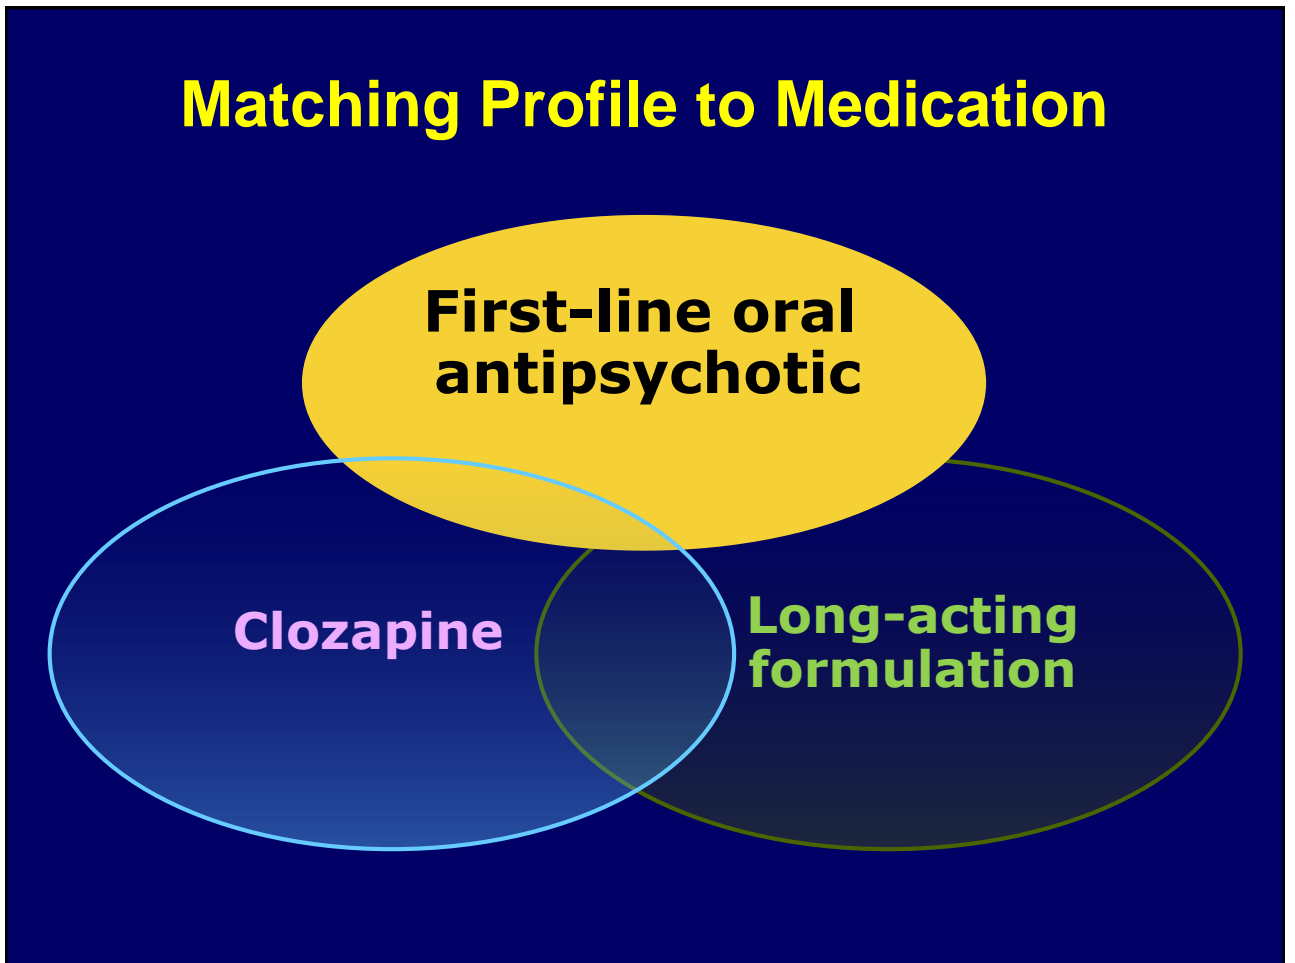 Matching Profile to Medication
First-line oral
antipsychotic
Clozapine
Long-acting
formulation